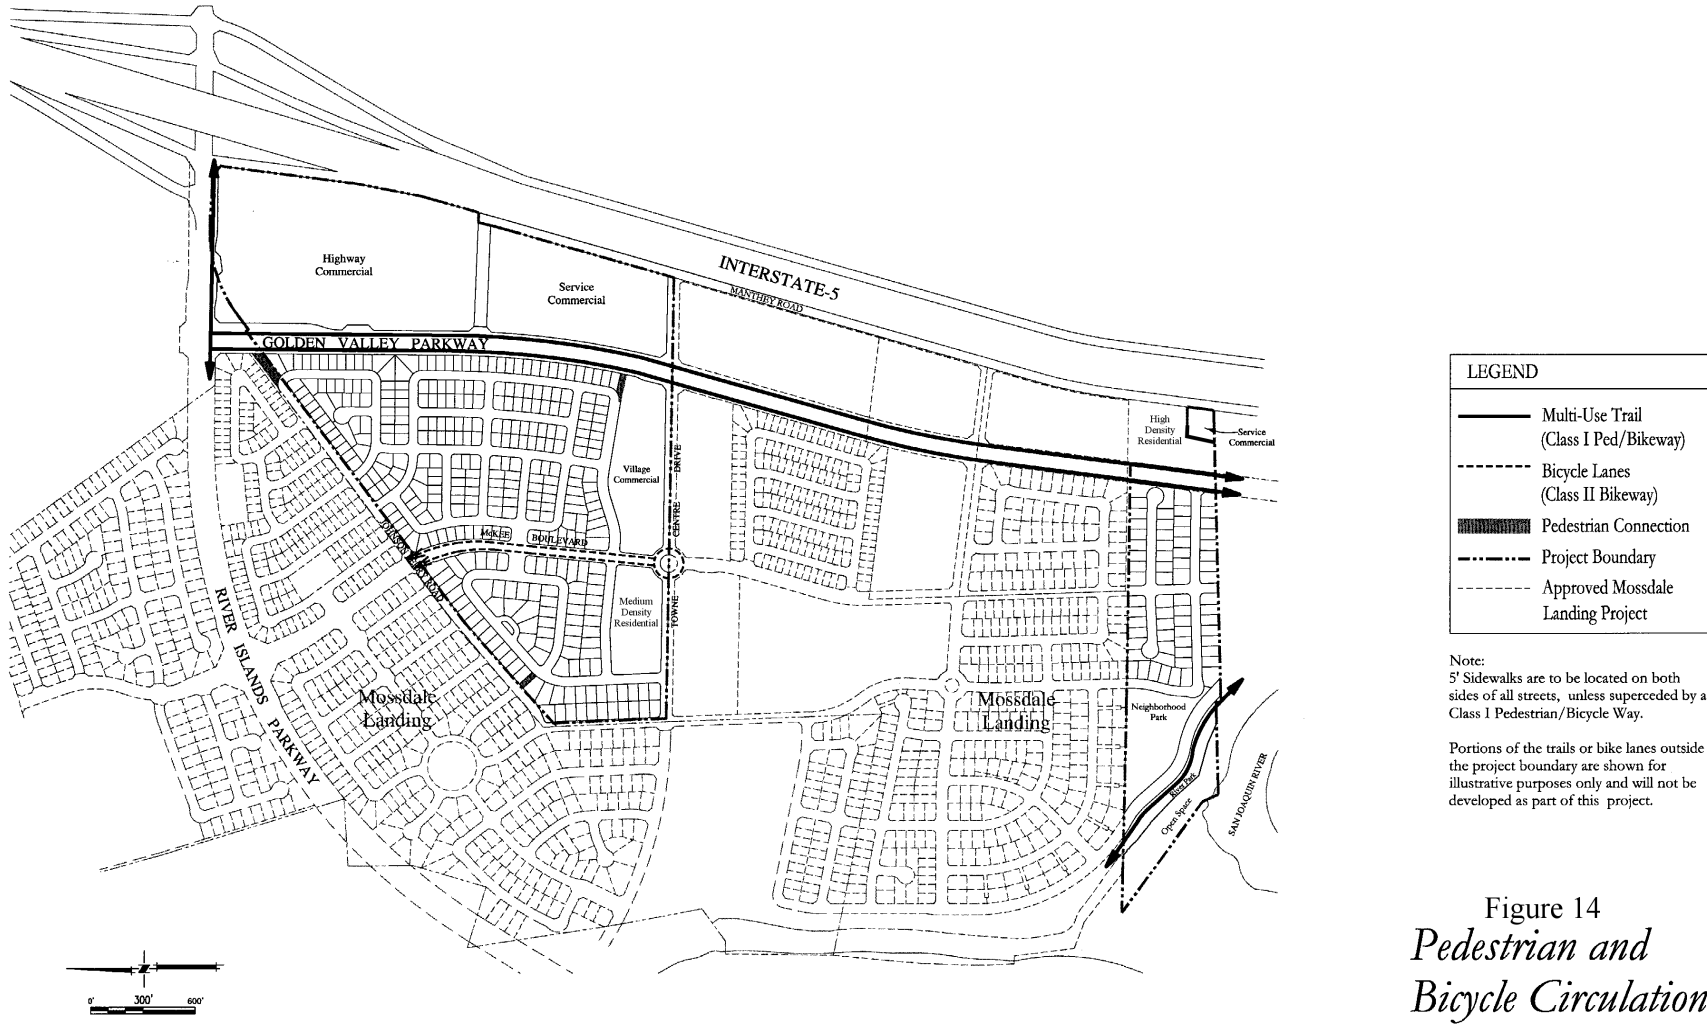 INTERSTATE-5
MANTHEY ROAD
Highway
Commercial
Service
Commercial
GOLDEN VALLEY PARKWAY
High
Density
Residential
Service
Commercial
Village
Commercial
CENTRE DRIVE
McKEE BOULEVARD
JOHNSON
ROAD
Medium
Density
Residential
TOWNE
RIVER ISLANDS PARKWAY
Mossdale
Landing
Mossdale
Landing
Neighborhood
Park
River Park
Open Space
SAN JOAQUIN RIVER
Z
0' 300' 600'
LEGEND
Multi-Use Trail
(Class I Ped/Bikeway)
Bicycle Lanes
(Class II Bikeway)
Pedestrian Connection
Project Boundary
Approved Mossdale
Landing Project
Note:
5' Sidewalks are to be located on both
sides of all streets, unless superceded by a
Class I Pedestrian/Bicycle Way.
Portions of the trails or bike lanes outside
the project boundary are shown for
illustrative purposes only and will not be
developed as part of this project.
Figure 14
Pedestrian and
Bicycle Circulation